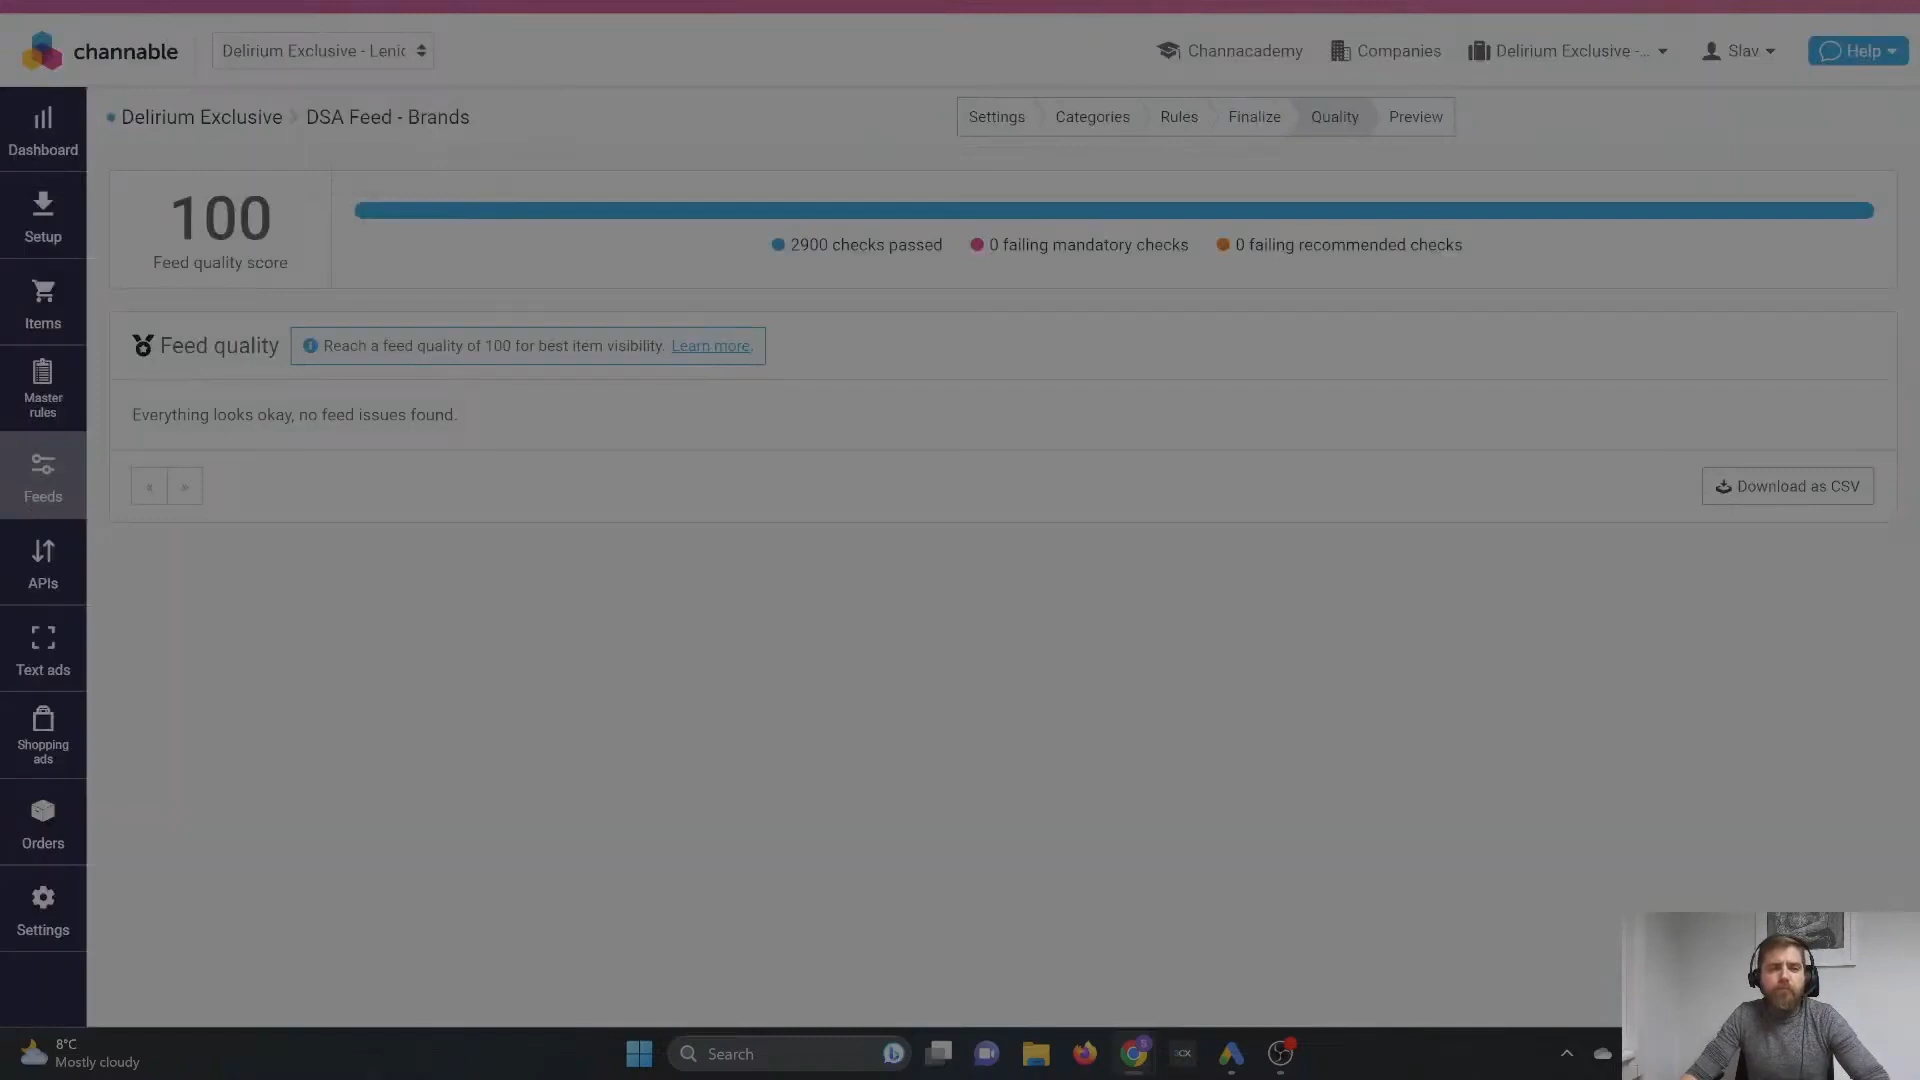 channable
Delirium Exclusive - Lenic
Channacademy
Companies
Delirium Exclusive -...
Slav
Help
Dashboard
Setup
Items
Master
rules
Feeds
APIs
Text ads
Shopping
ads
Orders
Settings
Delirium Exclusive
DSA Feed - Brands
Settings
Categories
Rules
Finalize
Quality
Preview
100
Feed quality score
2900 checks passed
0 failing mandatory checks
0 failing recommended checks
Feed quality
Reach a feed quality of 100 for best item visibility. Learn more.
Everything looks okay, no feed issues found.
«
»
Download as CSV
8°C
Mostly cloudy
Search